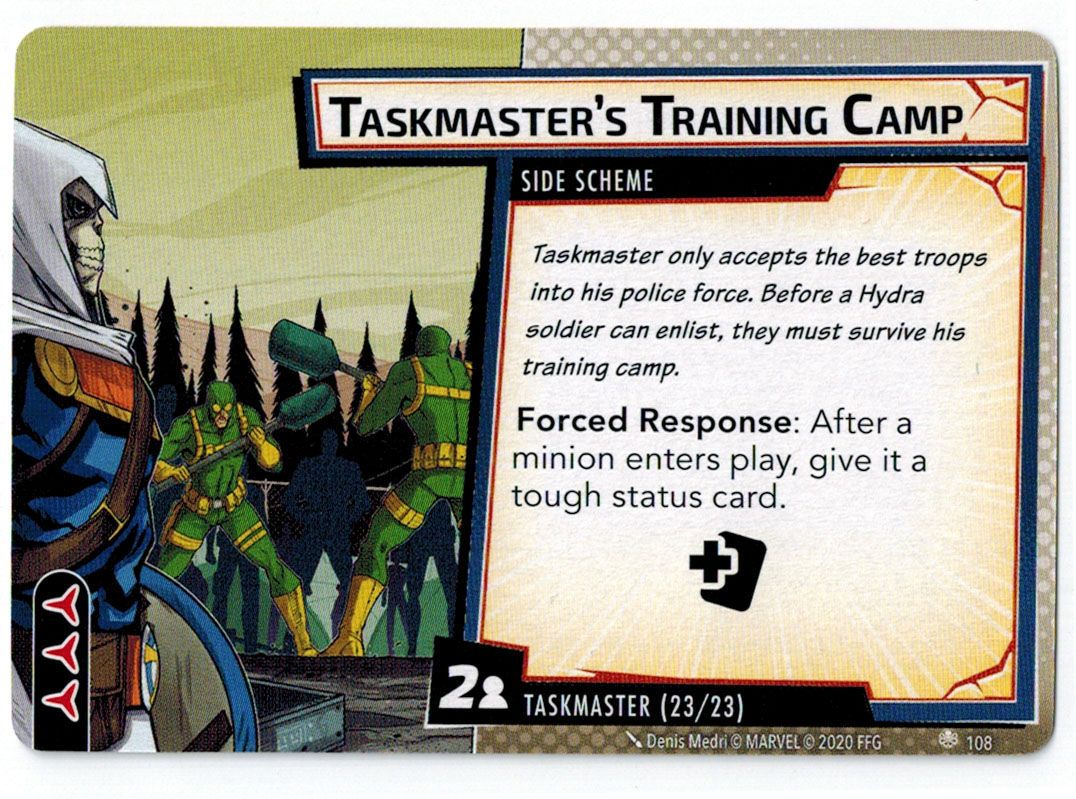 TASKMASTER'S TRAINING CAMP
SIDE SCHEME
Taskmaster only accepts the best troops
into his police force. Before a Hydra
soldier can enlist, they must survive his
training camp.
Forced Response: After a
minion enters play, give it a
tough status card.
2
TASKMASTER (23/23)
Denis Medri © MARVEL © 2020 FFG
108